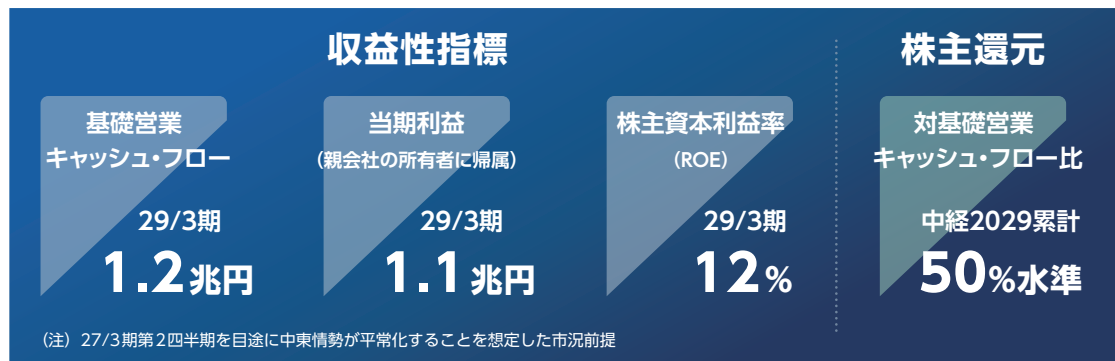 収益性指標
株主還元
基礎営業
キャッシュ・フロー
29/3期
1.2兆円
当期利益
(親会社の所有者に帰属)
29/3期
1.1兆円
株主資本利益率
(ROE)
29/3期
12%
対基礎営業
キャッシュ・フロー比
中経2029累計
50%水準
(注) 27/3期第2四半期を目途に中東情勢が平常化することを想定した市況前提